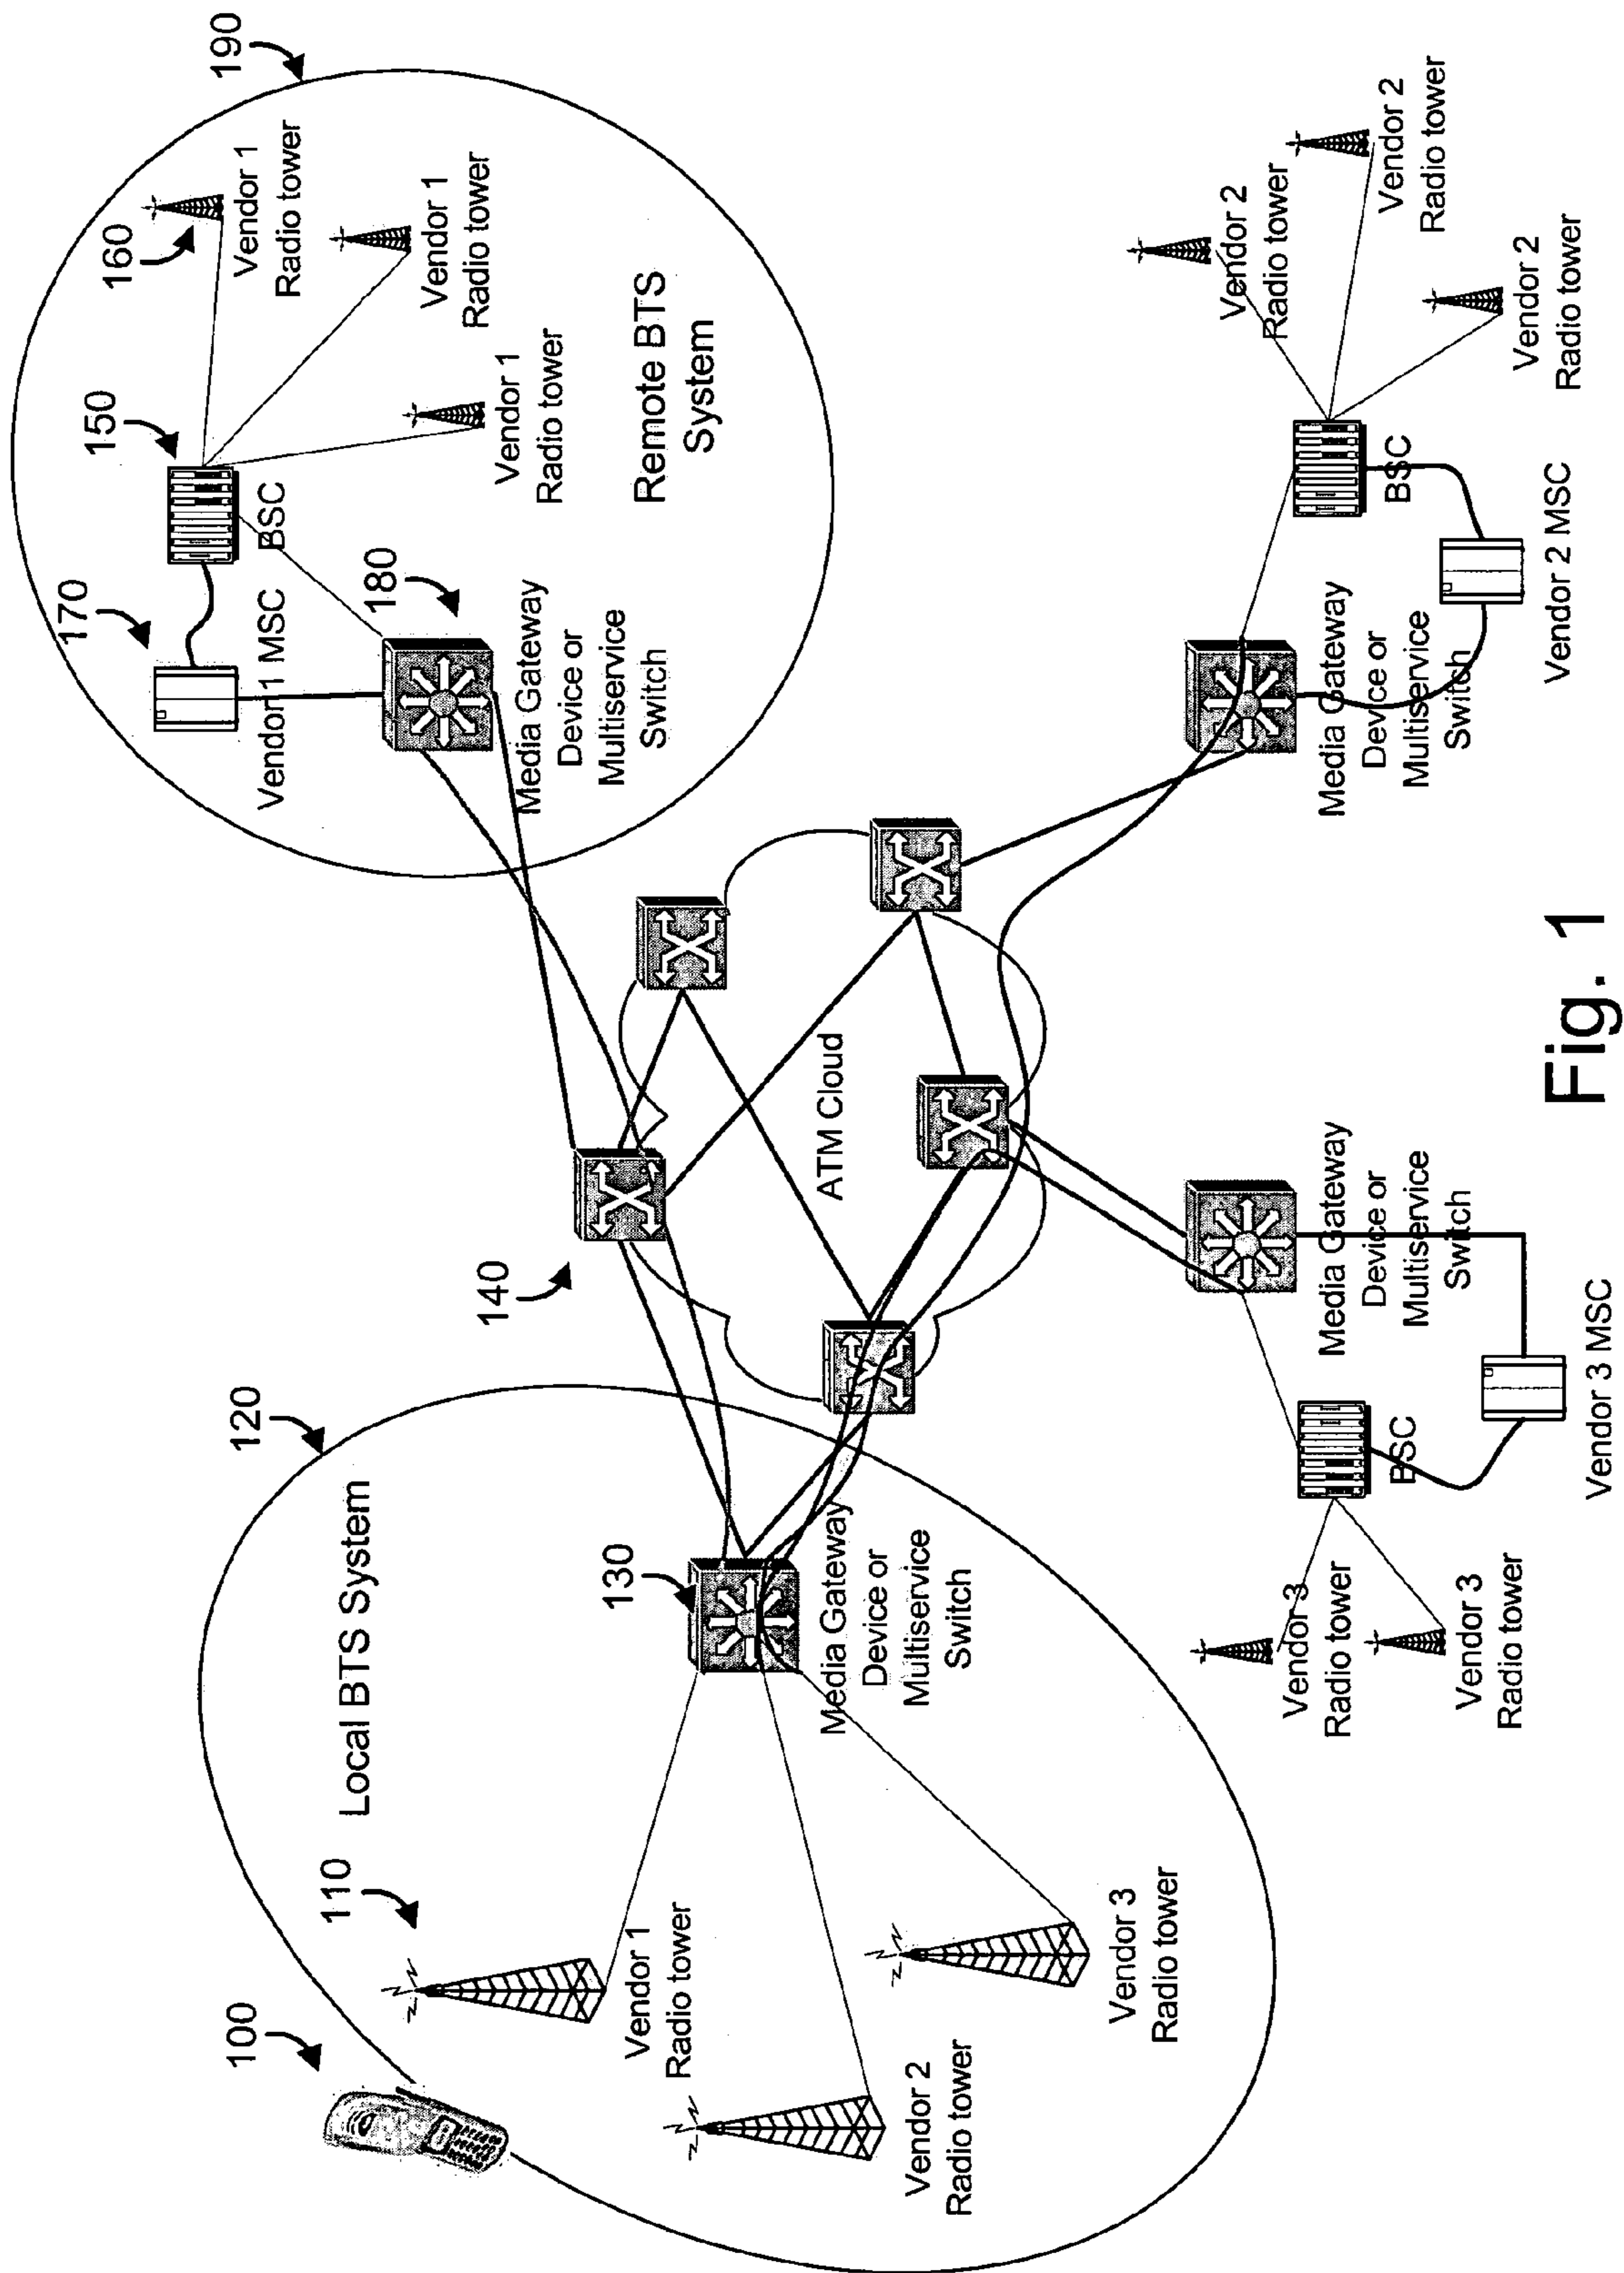 100
110
Local BTS System
120
Vendor 1
Radio tower
Vendor 2
Radio tower
Vendor 3
Radio tower
130
Media Gateway
Device or
Multiservice
Switch
140
ATM Cloud
170
Vendor 1 MSC
150
BSC
160
190
Vendor 1
Radio tower
Vendor 1
Radio tower
Vendor 1
Radio tower
180
Media Gateway
Device or
Multiservice
Switch
Remote BTS
System
Vendor 3
Radio tower
Vendor 3
Radio tower
BSC
Vendor 3 MSC
Media Gateway
Device or
Multiservice
Switch
Media Gateway
Device or
Multiservice
Switch
BSC
Vendor 2 MSC
Vendor 2
Radio tower
Vendor 2
Radio tower
Vendor 2
Radio tower
Fig. 1